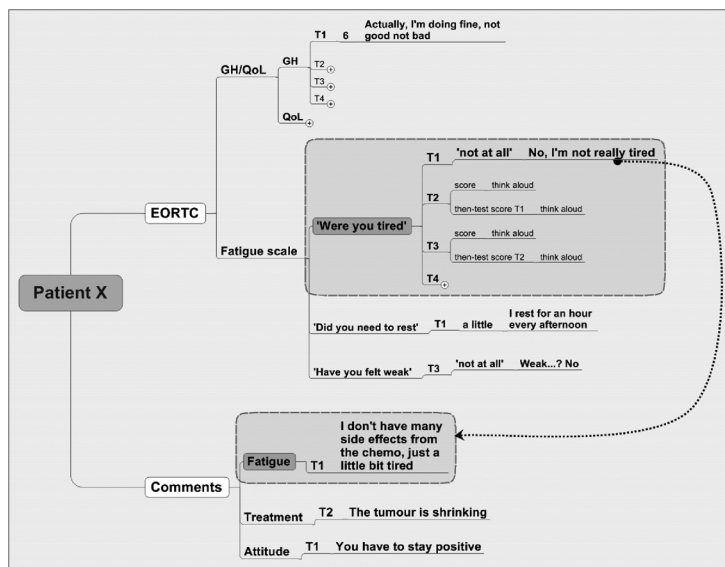 Actually, I'm doing fine, not
T1 6 good not bad
GH
T2
GH/QoL
T3
T4
QoL
T1 'not at all' No, I'm not really tired
score think aloud
T2
EORTC
then-test score T1 think aloud
'Were you tired'
score think aloud
T3
Fatigue scale
then-test score T2 think aloud
T4
Patient X
I rest for an hour
'Did you need to rest' T1 a little every afternoon
'Have you felt weak' T3 'not at all' Weak...? No
I don't have many
side effects from
the chemo, just a
Fatigue T1 little bit tired
Comments
Treatment T2 The tumour is shrinking
Attitude T1 You have to stay positive